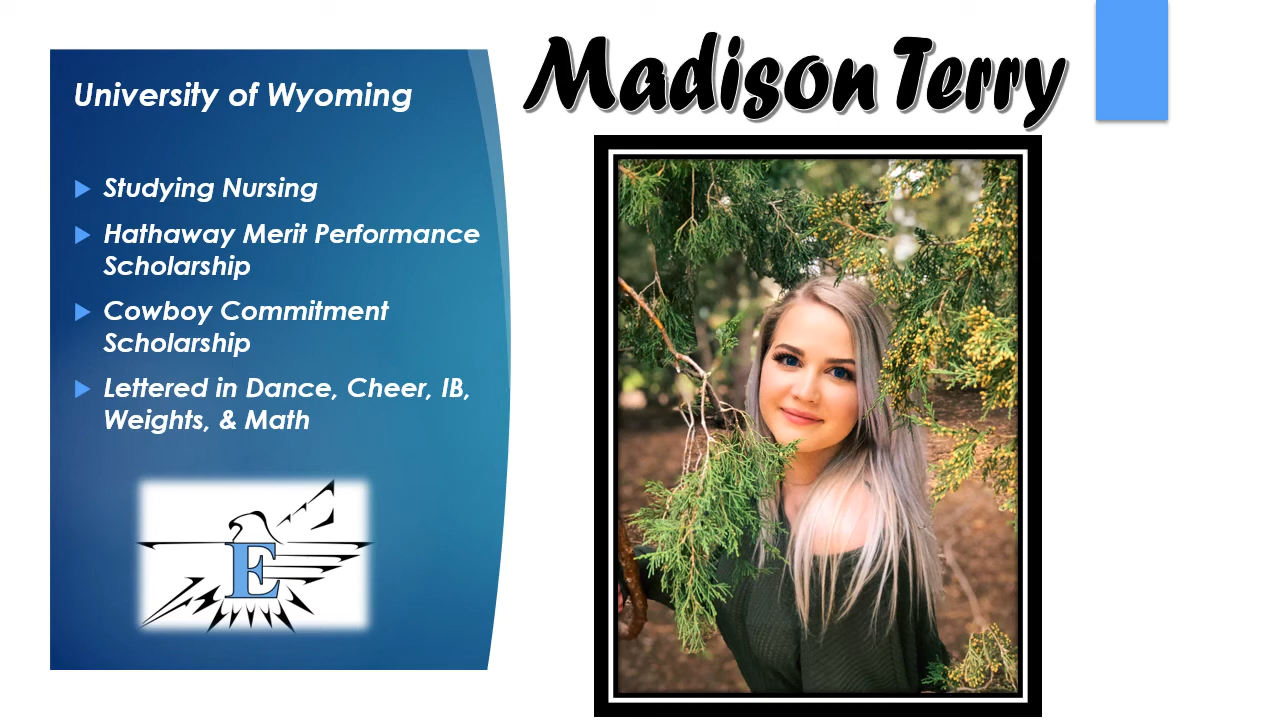 Madison Terry
University of Wyoming
Studying Nursing
Hathaway Merit Performance
Scholarship
Cowboy Commitment
Scholarship
Lettered in Dance, Cheer, IB,
Weights, & Math
E